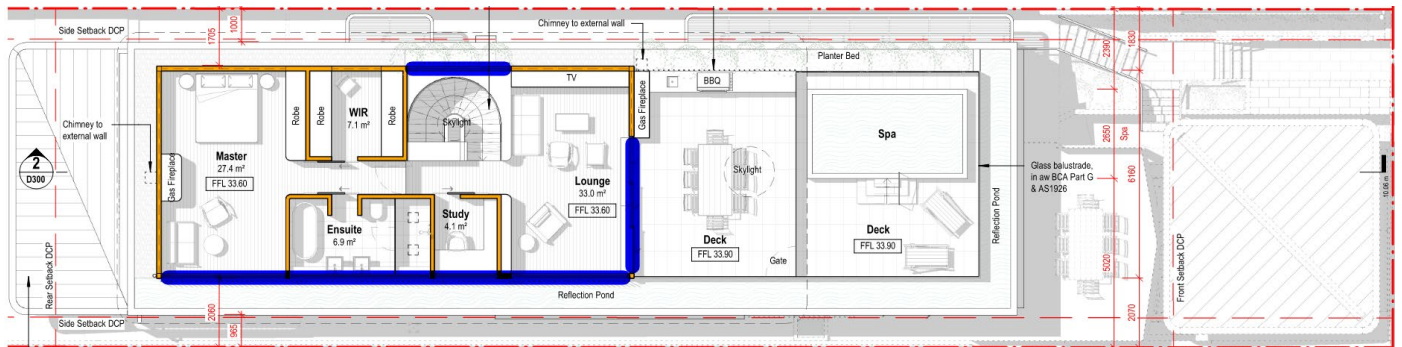 Side Setback DCP
1000
1705
Chimney to external wall
Planter Bed
2390
1830
TV
BBQ
Gas Fireplace
Robe
Robe
WIR
7.1 m²
Robe
Skylight
Spa
2650
Spa
6160
Chimney to
external wall
2
D300
Master
27.4 m²
FFL 33.60
Gas Fireplace
Lounge
33.0 m²
FFL 33.60
Skylight
Glass balustrade,
in aw BCA Part G
& AS1926
10.06 m
Ensuite
6.9 m²
Study
4.1 m²
Deck
FFL 33.90
Gate
Deck
FFL 33.90
Reflection Pond
5020
Front Setback DCP
Rear Setback DCP
Reflection Pond
2060
965
2070
Side Setback DCP